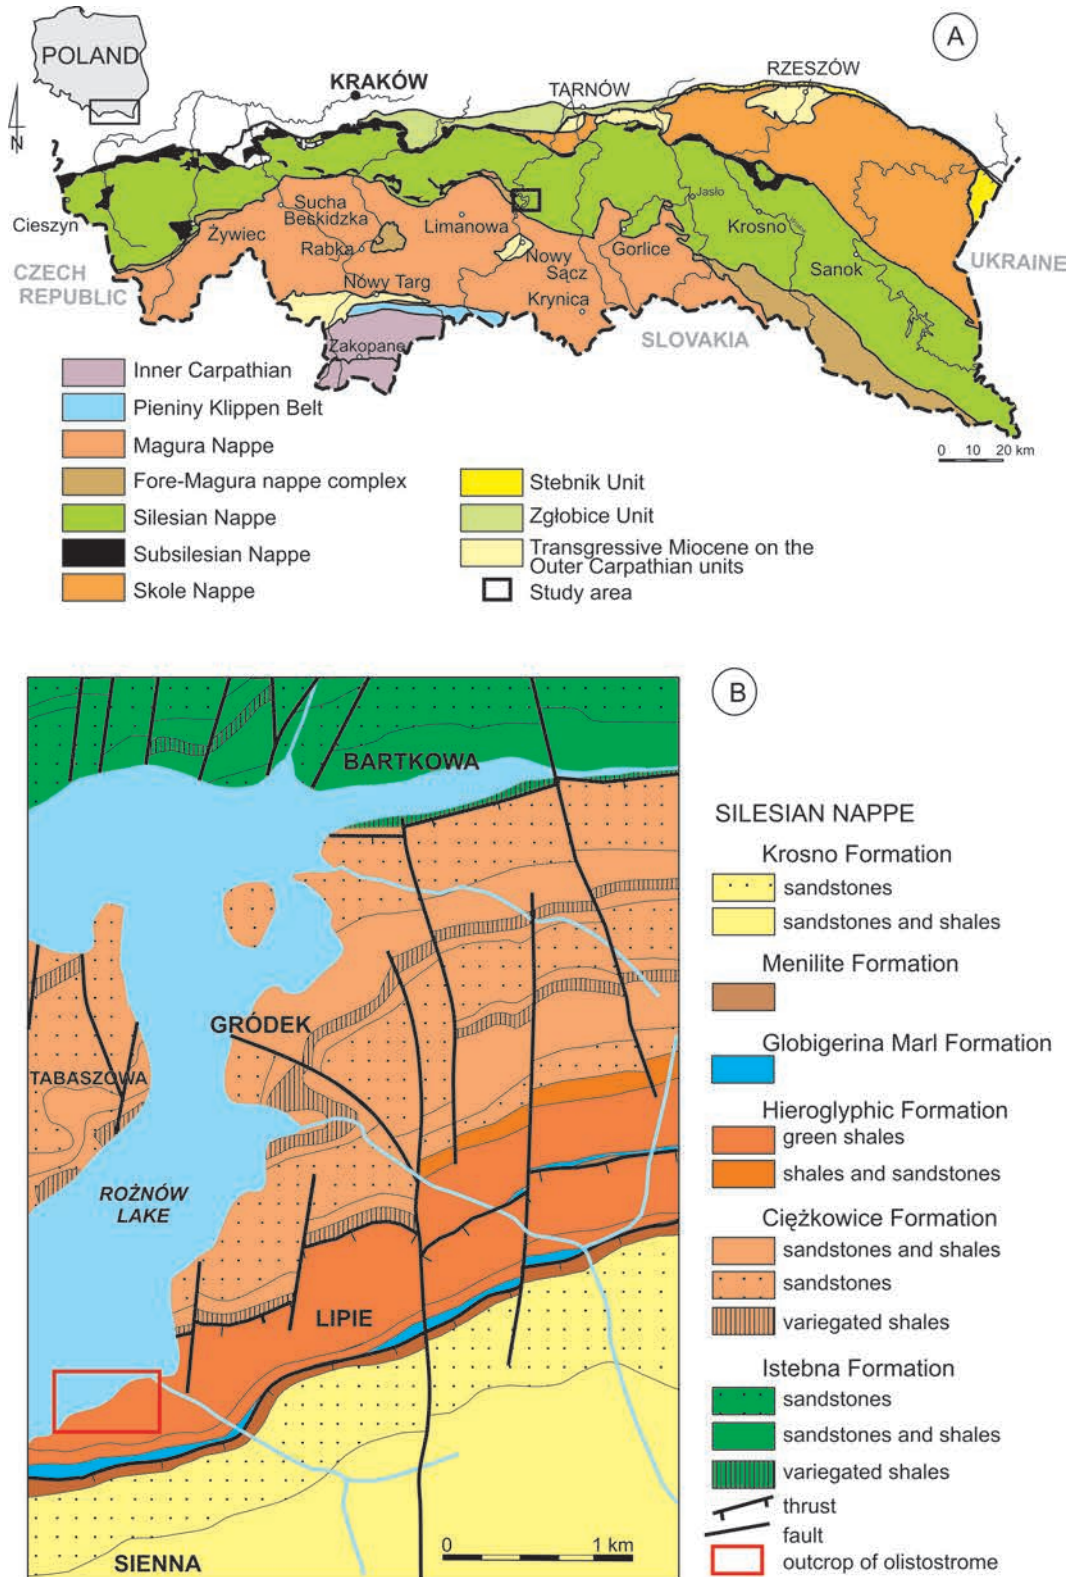 POLAND
A
N
KRAKÓW
TARNÓW
RZESZÓW
Cieszyn
Sucha
Beskidzka
Żywiec
Rabka
Limanowa
Jasło
Krosno
Gorlice
Nowy
Sącz
Sanok
Nowy Targ
Krynica
Zakopane
CZECH
REPUBLIC
UKRAINE
SLOVAKIA
0 10 20 km
Inner Carpathian
Pieniny Klippen Belt
Magura Nappe
Fore-Magura nappe complex
Silesian Nappe
Subsilesian Nappe
Skole Nappe
Stebnik Unit
Zgłobice Unit
Transgressive Miocene on the
Outer Carpathian units
Study area
B
BARTKOWA
GRÓDEK
TABASZOWA
ROŻNÓW
LAKE
LIPIE
SIENNA
0 1 km
SILESIAN NAPPE
Krosno Formation
sandstones
sandstones and shales
Menilite Formation
Globigerina Marl Formation
Hieroglyphic Formation
green shales
shales and sandstones
Ciężkowice Formation
sandstones and shales
sandstones
variegated shales
Istebna Formation
sandstones
sandstones and shales
variegated shales
thrust
fault
outcrop of olistostrome